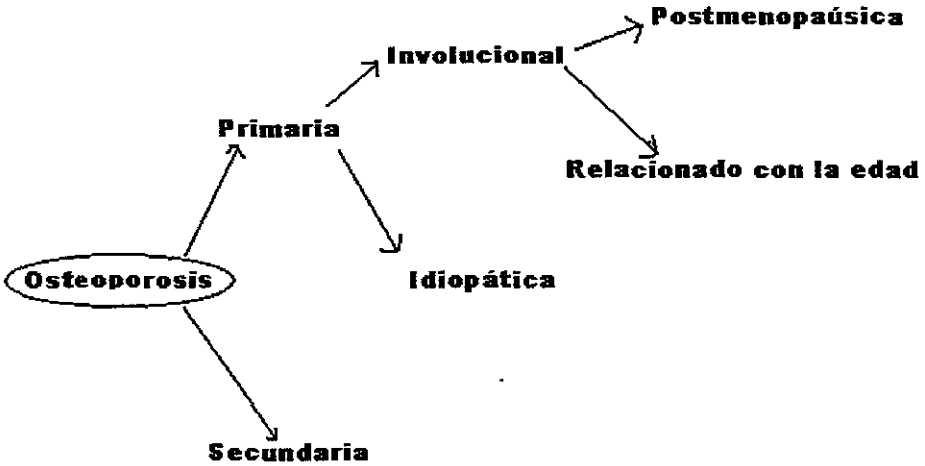 Postmenopaúsica
Involucional
Primaria
Relacionado con la edad
Osteoporosis
Idiopática
Secundaria